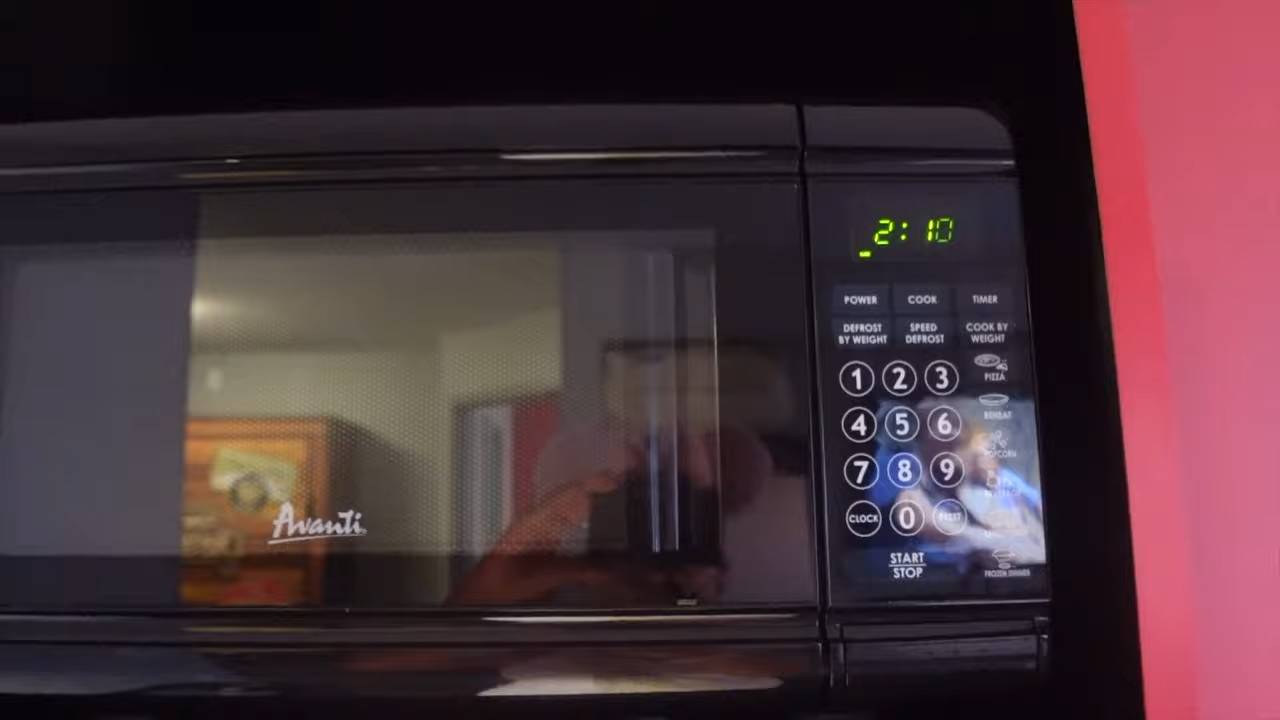 2:10
POWER COOK TIMER
DEFROST BY WEIGHT SPEED DEFROST COOK BY WEIGHT
1 2 3
PIZZA
4 5 6
REHEAT
POPCORN
7 8 9
CLOCK 0
START
STOP
FROZEN DINNER
Avanti